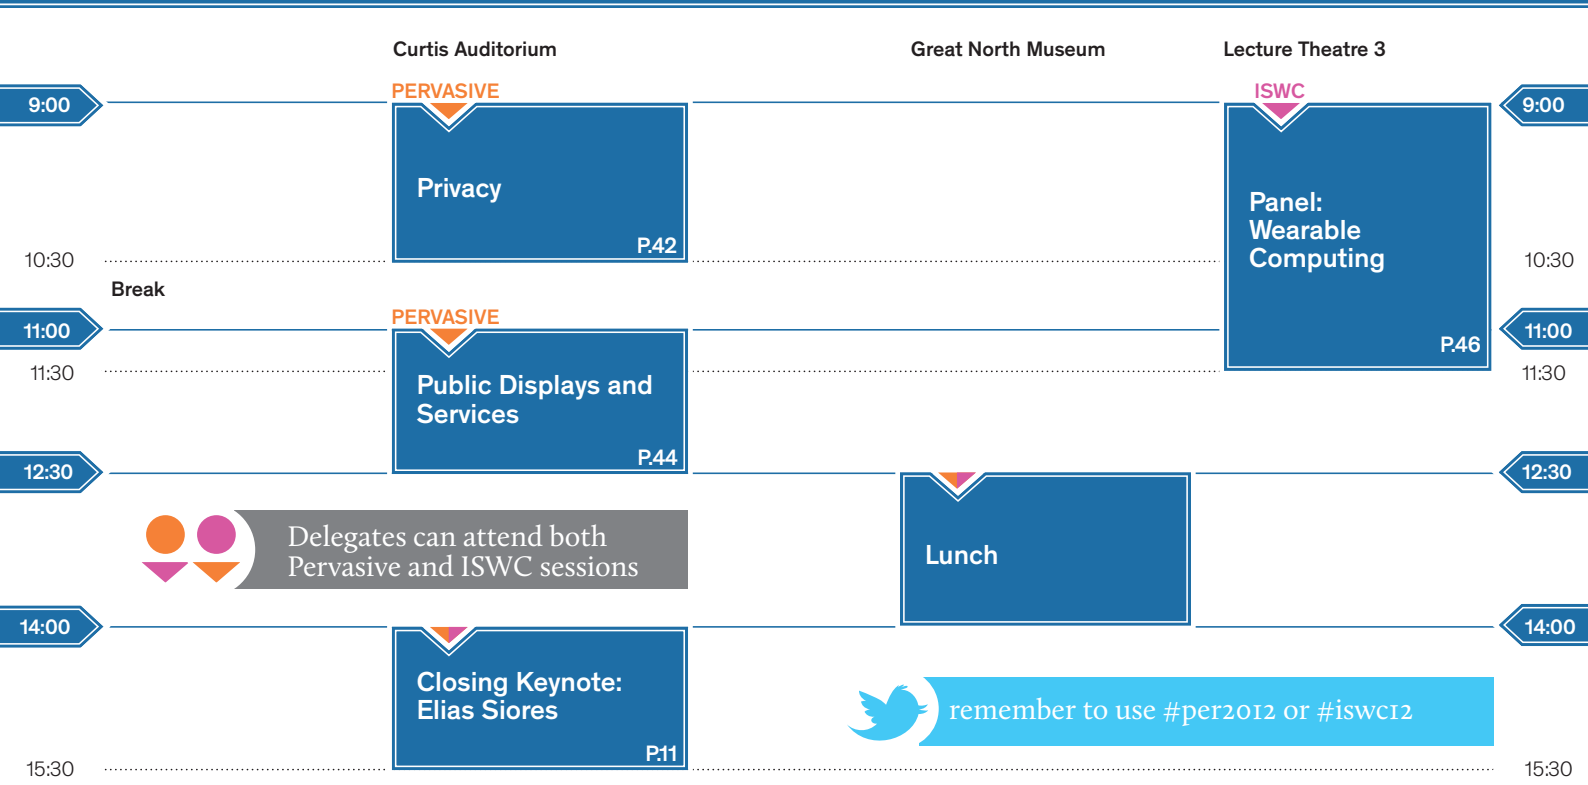 Curtis Auditorium
Great North Museum
Lecture Theatre 3
PERVASIVE
ISWC
9:00
9:00
Privacy
Panel:
Wearable
Computing
P.42
10:30
10:30
Break
PERVASIVE
11:00
11:00
P.46
11:30
11:30
Public Displays and
Services
P.44
12:30
12:30
Delegates can attend both
Pervasive and ISWC sessions
Lunch
14:00
14:00
Closing Keynote:
Elias Siores
P.11
remember to use #per2012 or #iswc12
15:30
15:30